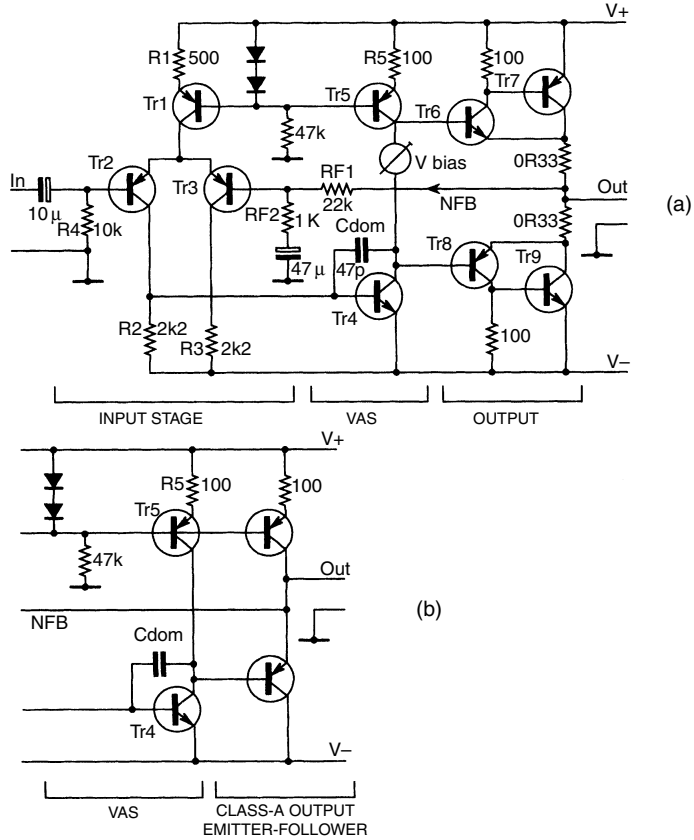 V+
R1 500
R5 100
100
Tr7
Tr1
Tr5
Tr6
47k
0R33
V bias
Tr2
Tr3
RF1
In
22k
NFB
Out
(a)
10 μ
R4 10k
RF2
1 K
Cdom
0R33
Tr8
47 μ
47p
Tr9
Tr4
R2 2k2
R3 2k2
100
V–
INPUT STAGE
VAS
OUTPUT
V+
R5 100
100
Tr5
47k
Out
NFB
(b)
Cdom
Tr4
V–
VAS
CLASS-A OUTPUT
EMITTER-FOLLOWER